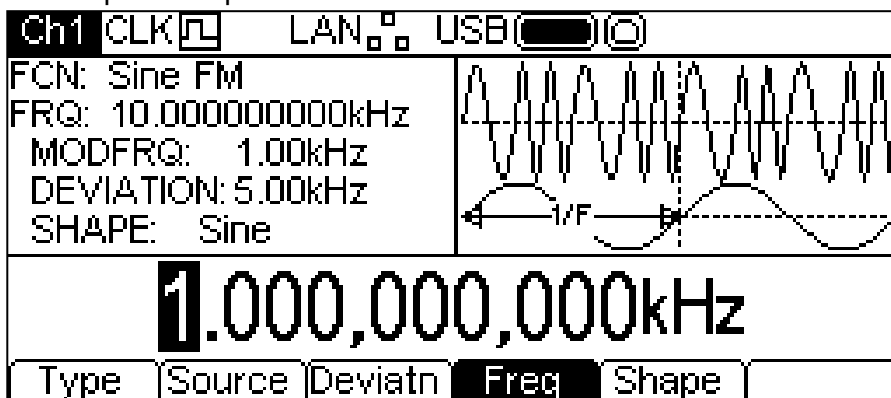 Ch1 CLK LAN USB
FCN: Sine FM
FRQ: 10.000000000kHz
MODFRQ: 1.00kHz
DEVIATION: 5.00kHz
SHAPE: Sine
1/F
1.000,000,000kHz
Type Source Deviatn Freq Shape